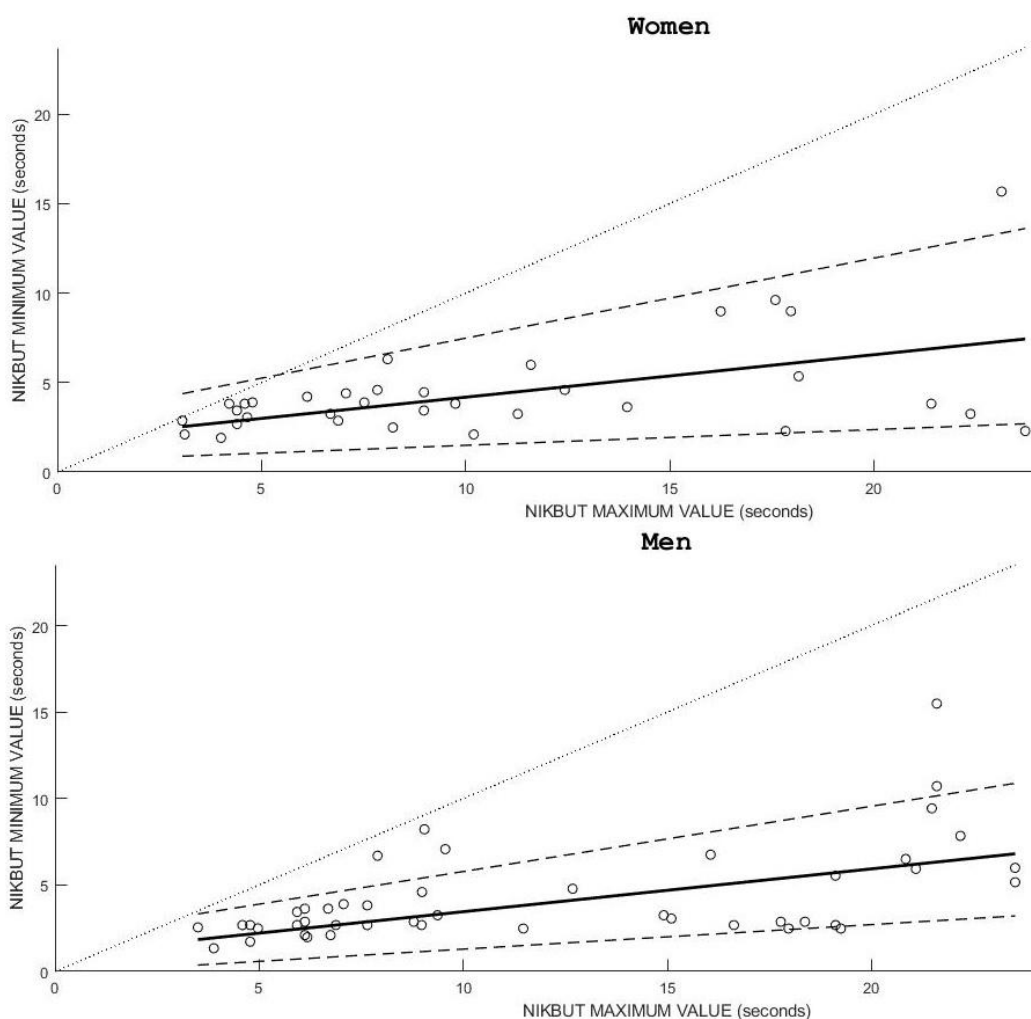 Women
NIKBUT MINIMUM VALUE (seconds)
20
15
10
5
0
0 5 10 15 20
NIKBUT MAXIMUM VALUE (seconds)
Men
NIKBUT MINIMUM VALUE (seconds)
20
15
10
5
0
0 5 10 15 20
NIKBUT MAXIMUM VALUE (seconds)